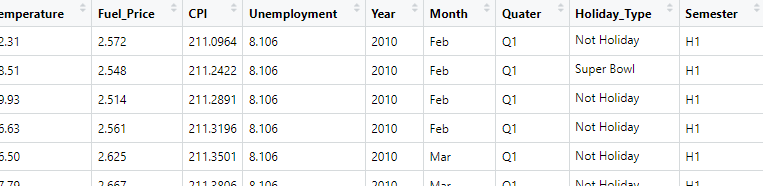 emperature Fuel_Price CPI Unemployment Year Month Quater Holiday_Type Semester
2.31 2.572 211.0964 8.106 2010 Feb Q1 Not Holiday H1
8.51 2.548 211.2422 8.106 2010 Feb Q1 Super Bowl H1
9.93 2.514 211.2891 8.106 2010 Feb Q1 Not Holiday H1
6.63 2.561 211.3196 8.106 2010 Feb Q1 Not Holiday H1
6.50 2.625 211.3501 8.106 2010 Mar Q1 Not Holiday H1
7.79 2.667 211.3806 8.106 2010 Mar Q1 Not Holiday H1